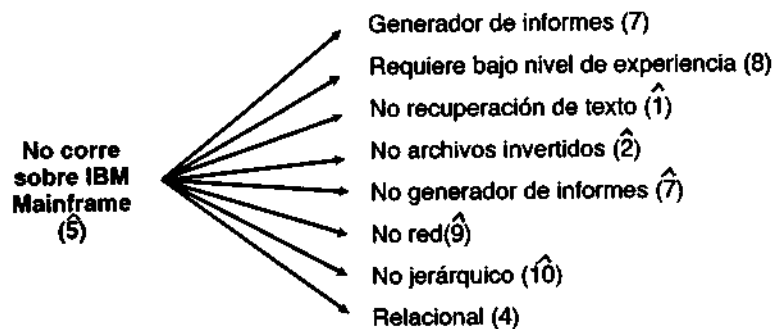 Generador de informes (7)
Requiere bajo nivel de experiencia (8)
No recuperación de texto (1̂)
No archivos invertidos (2̂)
No generador de informes (7̂)
No red(9̂)
No jerárquico (1̂0)
Relacional (4)
No corre
sobre IBM
Mainframe
(5̂)